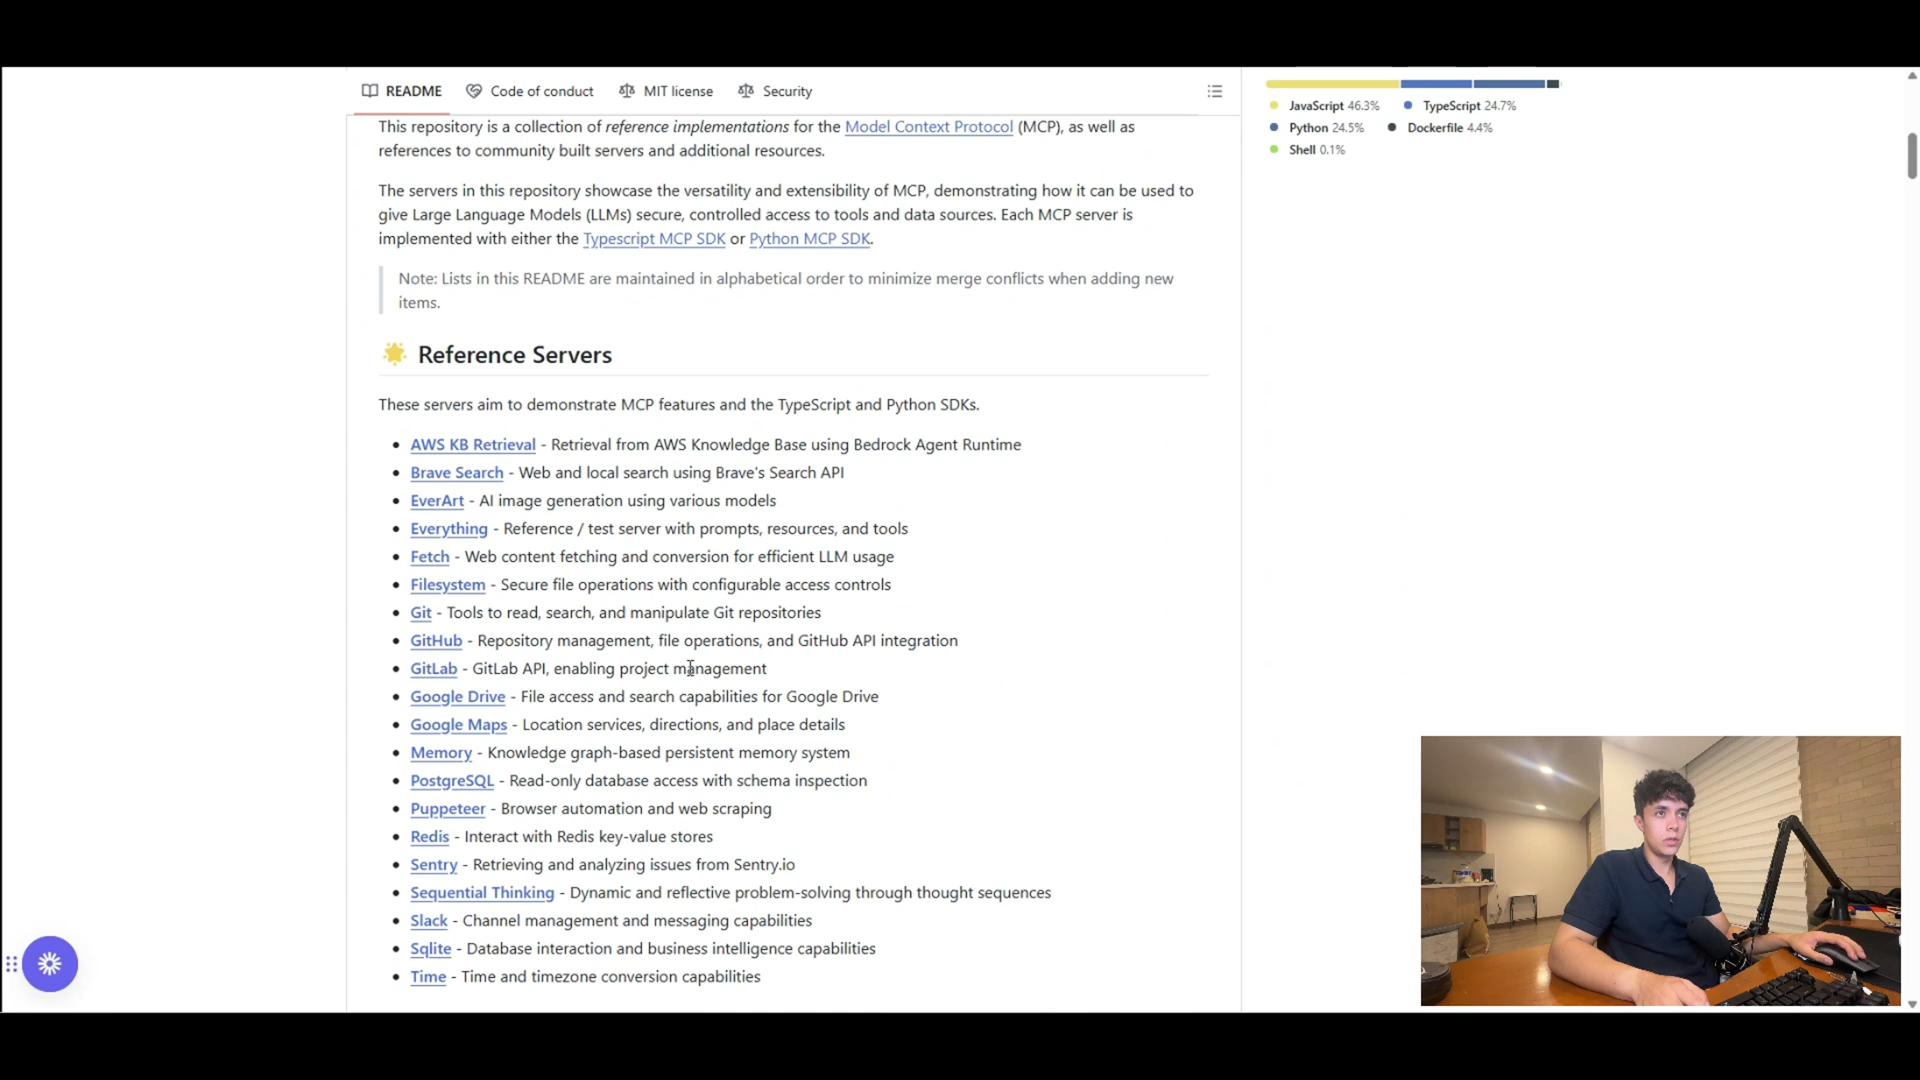 README Code of conduct MIT license Security
This repository is a collection of reference implementations for the Model Context Protocol (MCP), as well as
references to community built servers and additional resources.
The servers in this repository showcase the versatility and extensibility of MCP, demonstrating how it can be used to
give Large Language Models (LLMs) secure, controlled access to tools and data sources. Each MCP server is
implemented with either the Typescript MCP SDK or Python MCP SDK.
Note: Lists in this README are maintained in alphabetical order to minimize merge conflicts when adding new
items.
Reference Servers
These servers aim to demonstrate MCP features and the TypeScript and Python SDKs.
AWS KB Retrieval - Retrieval from AWS Knowledge Base using Bedrock Agent Runtime
Brave Search - Web and local search using Brave's Search API
EverArt - AI image generation using various models
Everything - Reference / test server with prompts, resources, and tools
Fetch - Web content fetching and conversion for efficient LLM usage
Filesystem - Secure file operations with configurable access controls
Git - Tools to read, search, and manipulate Git repositories
GitHub - Repository management, file operations, and GitHub API integration
GitLab - GitLab API, enabling project management
Google Drive - File access and search capabilities for Google Drive
Google Maps - Location services, directions, and place details
Memory - Knowledge graph-based persistent memory system
PostgreSQL - Read-only database access with schema inspection
Puppeteer - Browser automation and web scraping
Redis - Interact with Redis key-value stores
Sentry - Retrieving and analyzing issues from Sentry.io
Sequential Thinking - Dynamic and reflective problem-solving through thought sequences
Slack - Channel management and messaging capabilities
Sqlite - Database interaction and business intelligence capabilities
Time - Time and timezone conversion capabilities
JavaScript 46.3% TypeScript 24.7%
Python 24.5% Dockerfile 4.4%
Shell 0.1%